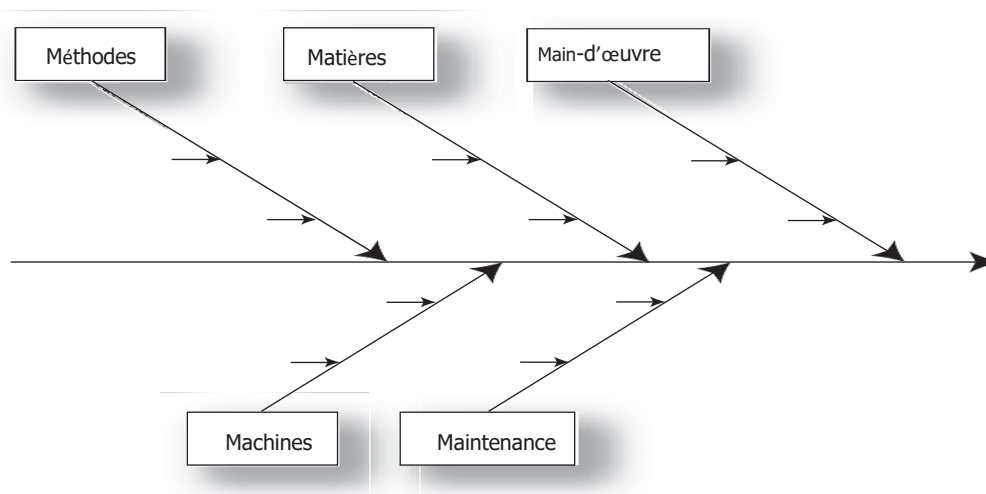 Méthodes
Matières
Main-d'œuvre
Machines
Maintenance